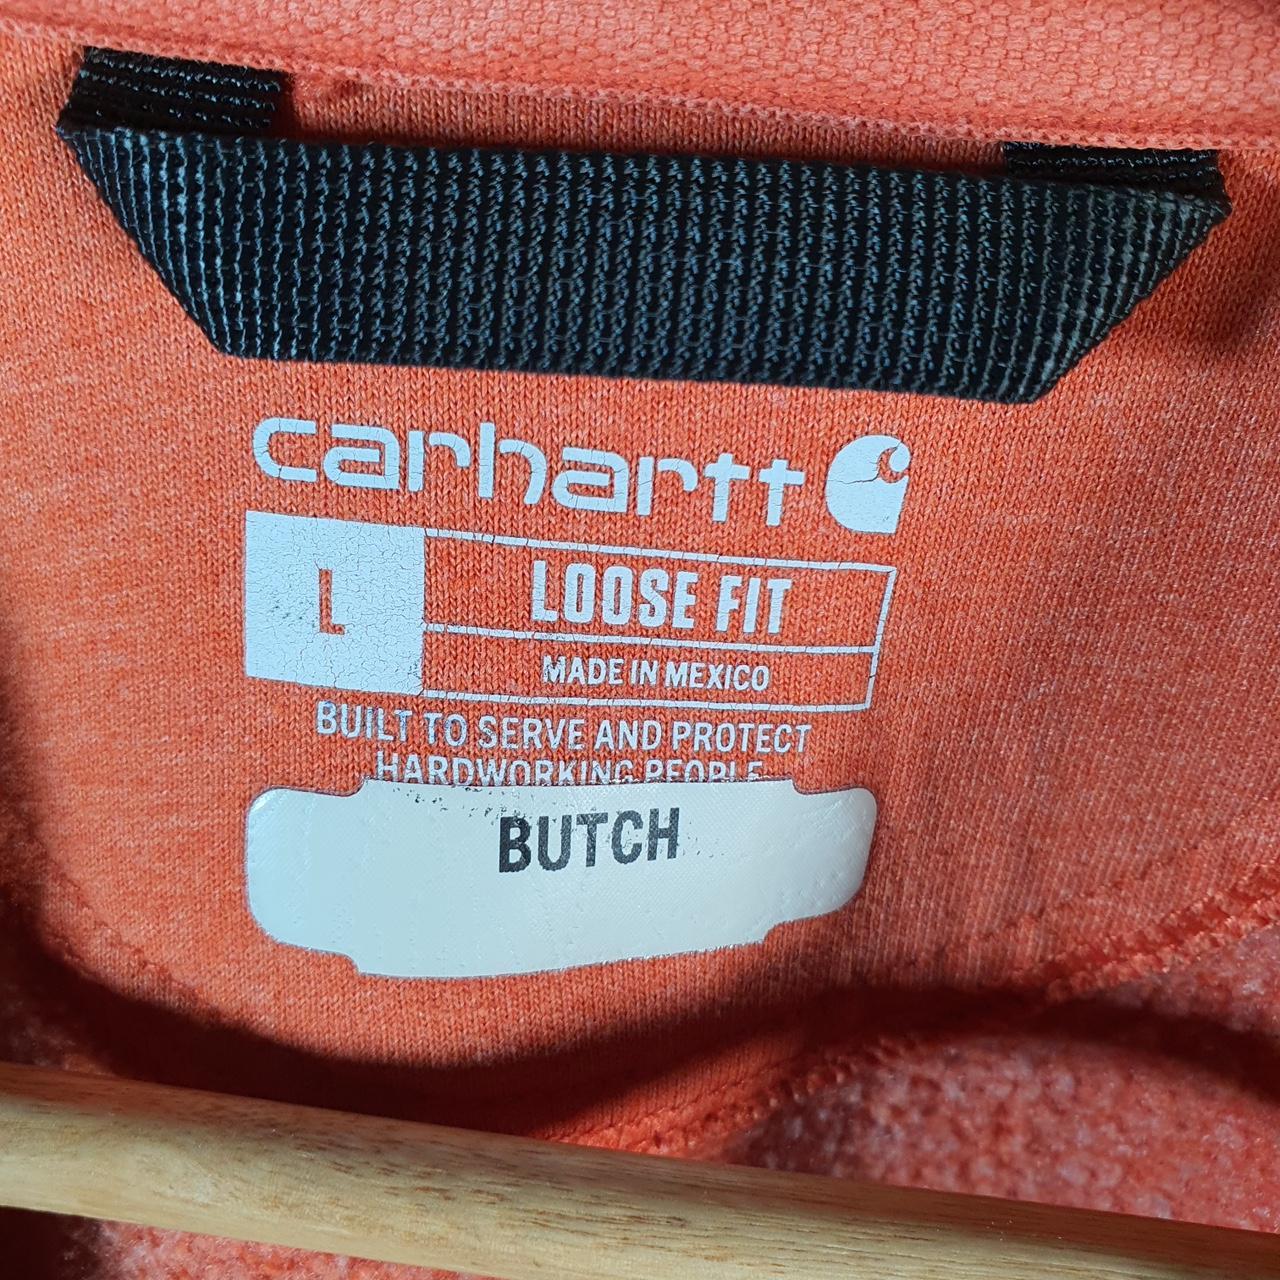 carhartt
L
LOOSE FIT
MADE IN MEXICO
BUILT TO SERVE AND PROTECT
HARDWORKING PEOPLE
BUTCH